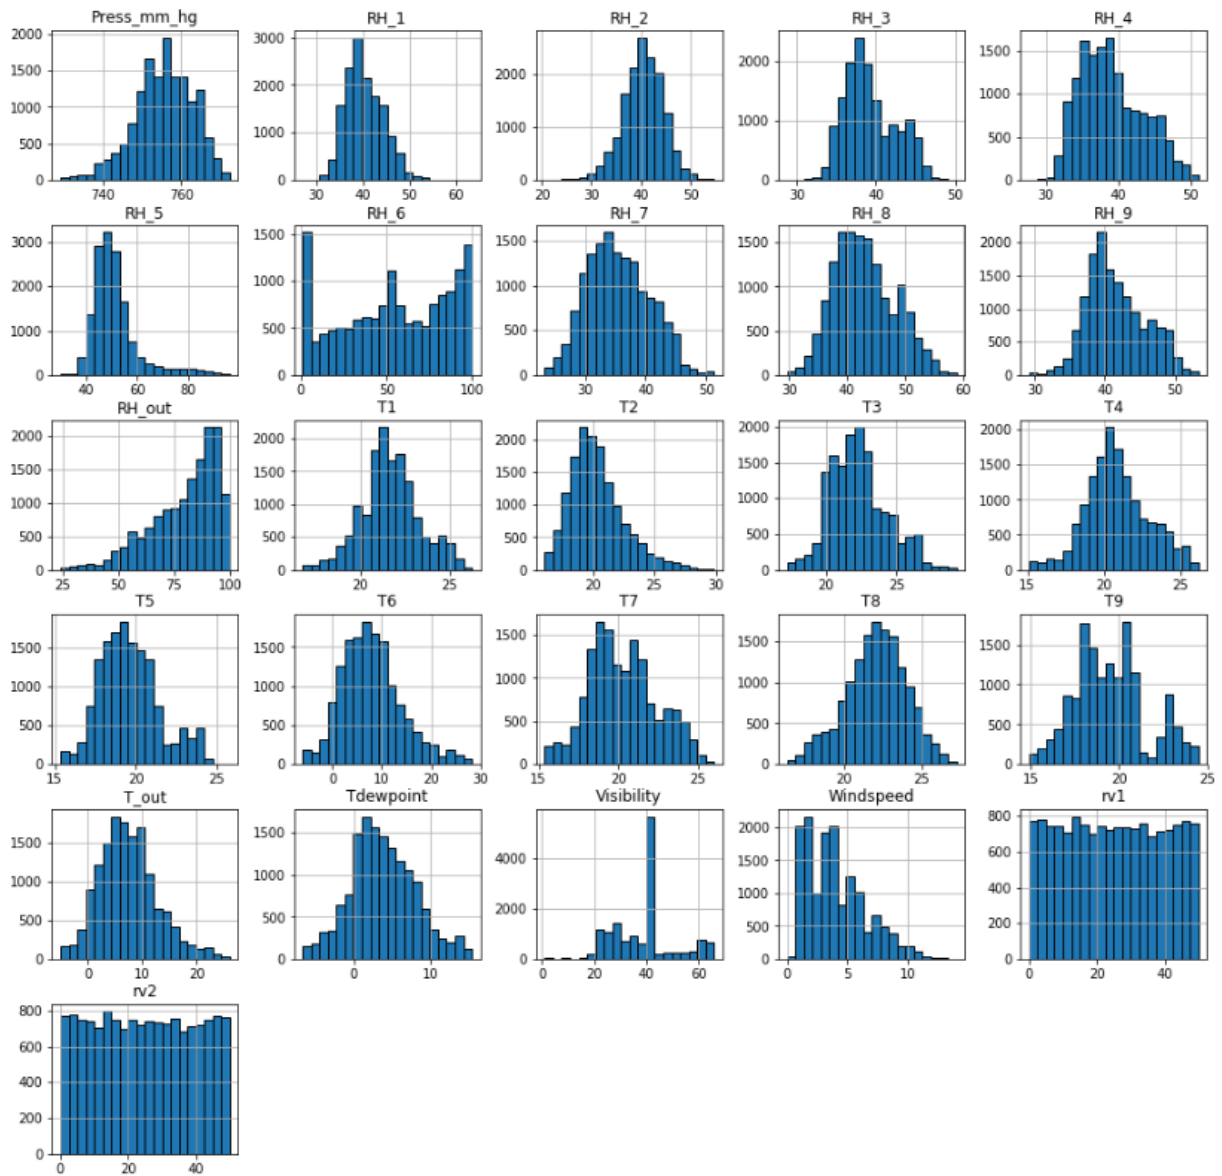 Press_mm_hg RH_1 RH_2 RH_3 RH_4
2000 1500 1000 500 0
740 760
3000 2000 1000 0
30 40 50 60
2000 1000 0
20 30 40 50
2000 1500 1000 500 0
30 40 50
1500 1000 500 0
30 40 50
RH_5 RH_6 RH_7 RH_8 RH_9
3000 2000 1000 0
40 60 80
1500 1000 500 0
0 50 100
1500 1000 500 0
30 40 50
1500 1000 500 0
30 40 50 60
2000 1500 1000 500 0
30 40 50
RH_out T1 T2 T3 T4
2000 1500 1000 500 0
25 50 75 100
2000 1500 1000 500 0
20 25
2000 1500 1000 500 0
20 25 30
2000 1500 1000 500 0
20 25
2000 1500 1000 500 0
15 20 25
T5 T6 T7 T8 T9
1500 1000 500 0
15 20 25
1500 1000 500 0
0 10 20 30
1500 1000 500 0
15 20 25
1500 1000 500 0
20 25
1500 1000 500 0
15 20 25
T_out Tdewpoint Visibility Windspeed rv1
1500 1000 500 0
0 10 20
1500 1000 500 0
0 10
4000 2000 0
0 20 40 60
2000 1500 1000 500 0
0 5 10
800 600 400 200 0
0 20 40
rv2
800 600 400 200 0
0 20 40